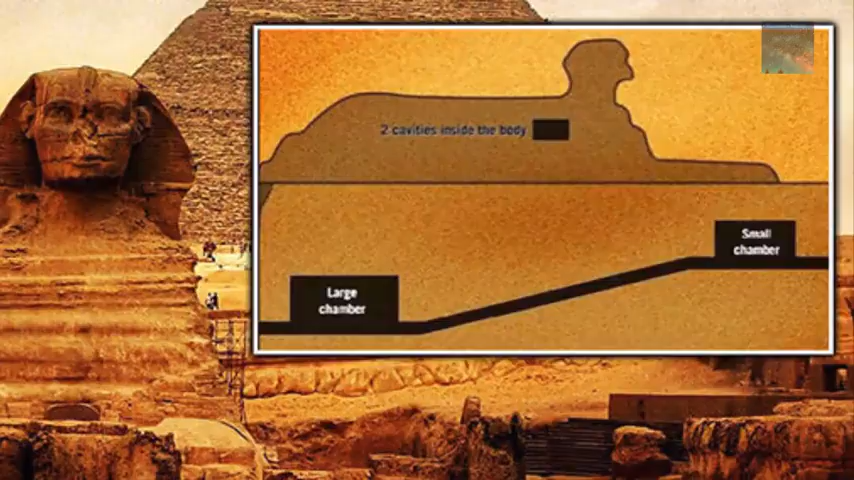 2 cavities inside the body
Small
chamber
Large
chamber